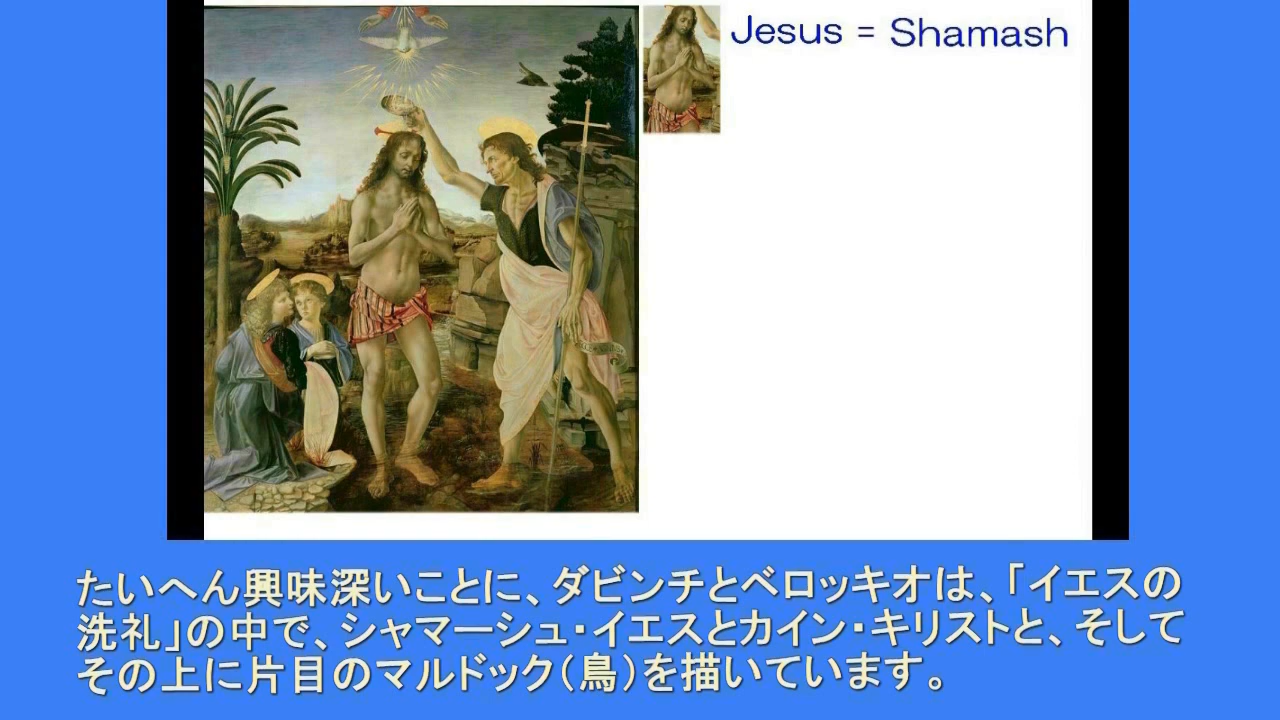 Jesus = Shamash
たいへん興味深いことに、ダビンチとベロッキオは、「イエスの
洗礼」の中で、シャマーシュ・イエスとカイン・キリストと、そして
その上に片目のマルドック（鳥）を描いています。